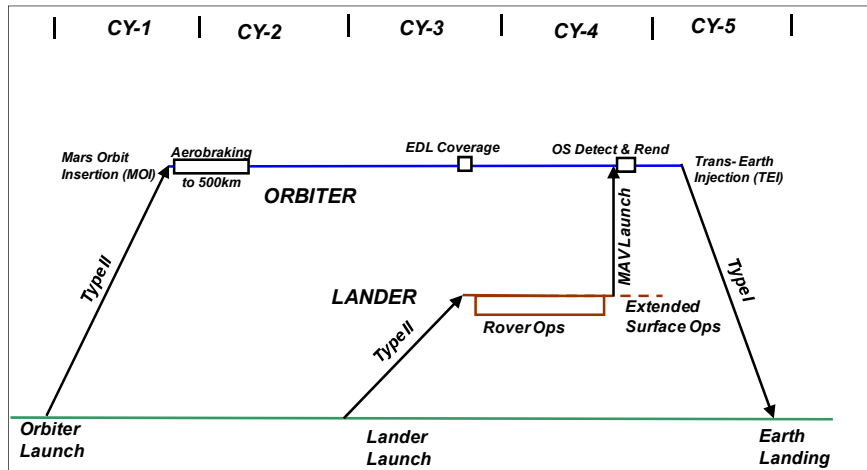 CY-1 CY-2 CY-3 CY-4 CY-5
Mars Orbit
Insertion (MOI)
Aerobraking
to 500km
EDL Coverage
OS Detect & Rend
Trans- Earth
Injection (TEI)
ORBITER
Type II
MAV Launch
Type I
LANDER
Type II
Rover Ops
Extended
Surface Ops
Orbiter
Launch
Lander
Launch
Earth
Landing